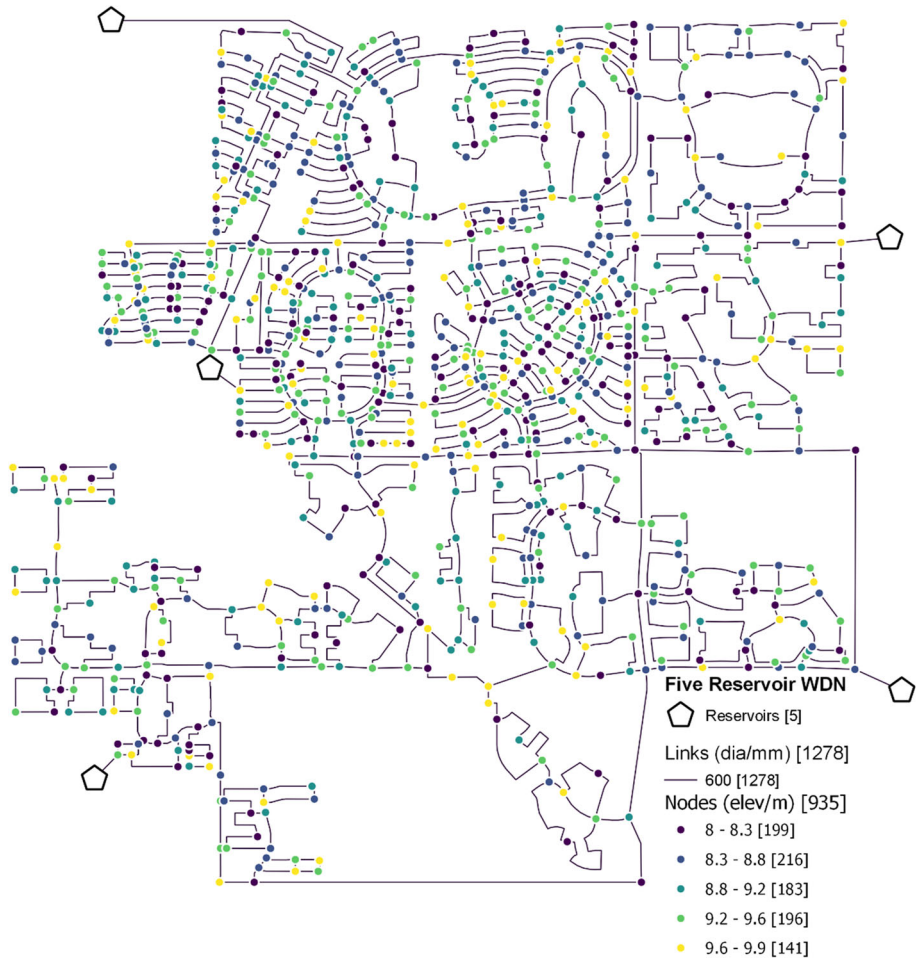 Five Reservoir WDN
Reservoirs [5]
Links (dia/mm) [1278]
600 [1278]
Nodes (elev/m) [935]
8 - 8.3 [199]
8.3 - 8.8 [216]
8.8 - 9.2 [183]
9.2 - 9.6 [196]
9.6 - 9.9 [141]